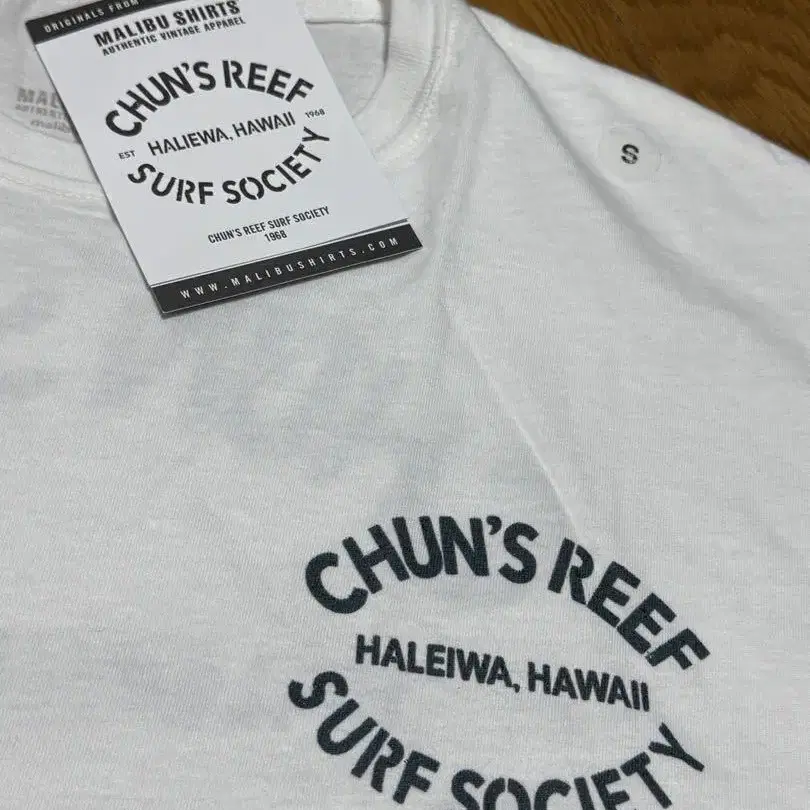 ORIGINALS FROM
MALIBU SHIRTS
AUTHENTIC VINTAGE APPAREL
CHUN'S REEF
EST HALIEWA, HAWAII 1968
SURF SOCIETY
CHUN'S REEF SURF SOCIETY
1968
WWW.MALIBUSHIRTS.COM
S
CHUN'S REEF
HALEIWA, HAWAII
SURF SOCIETY